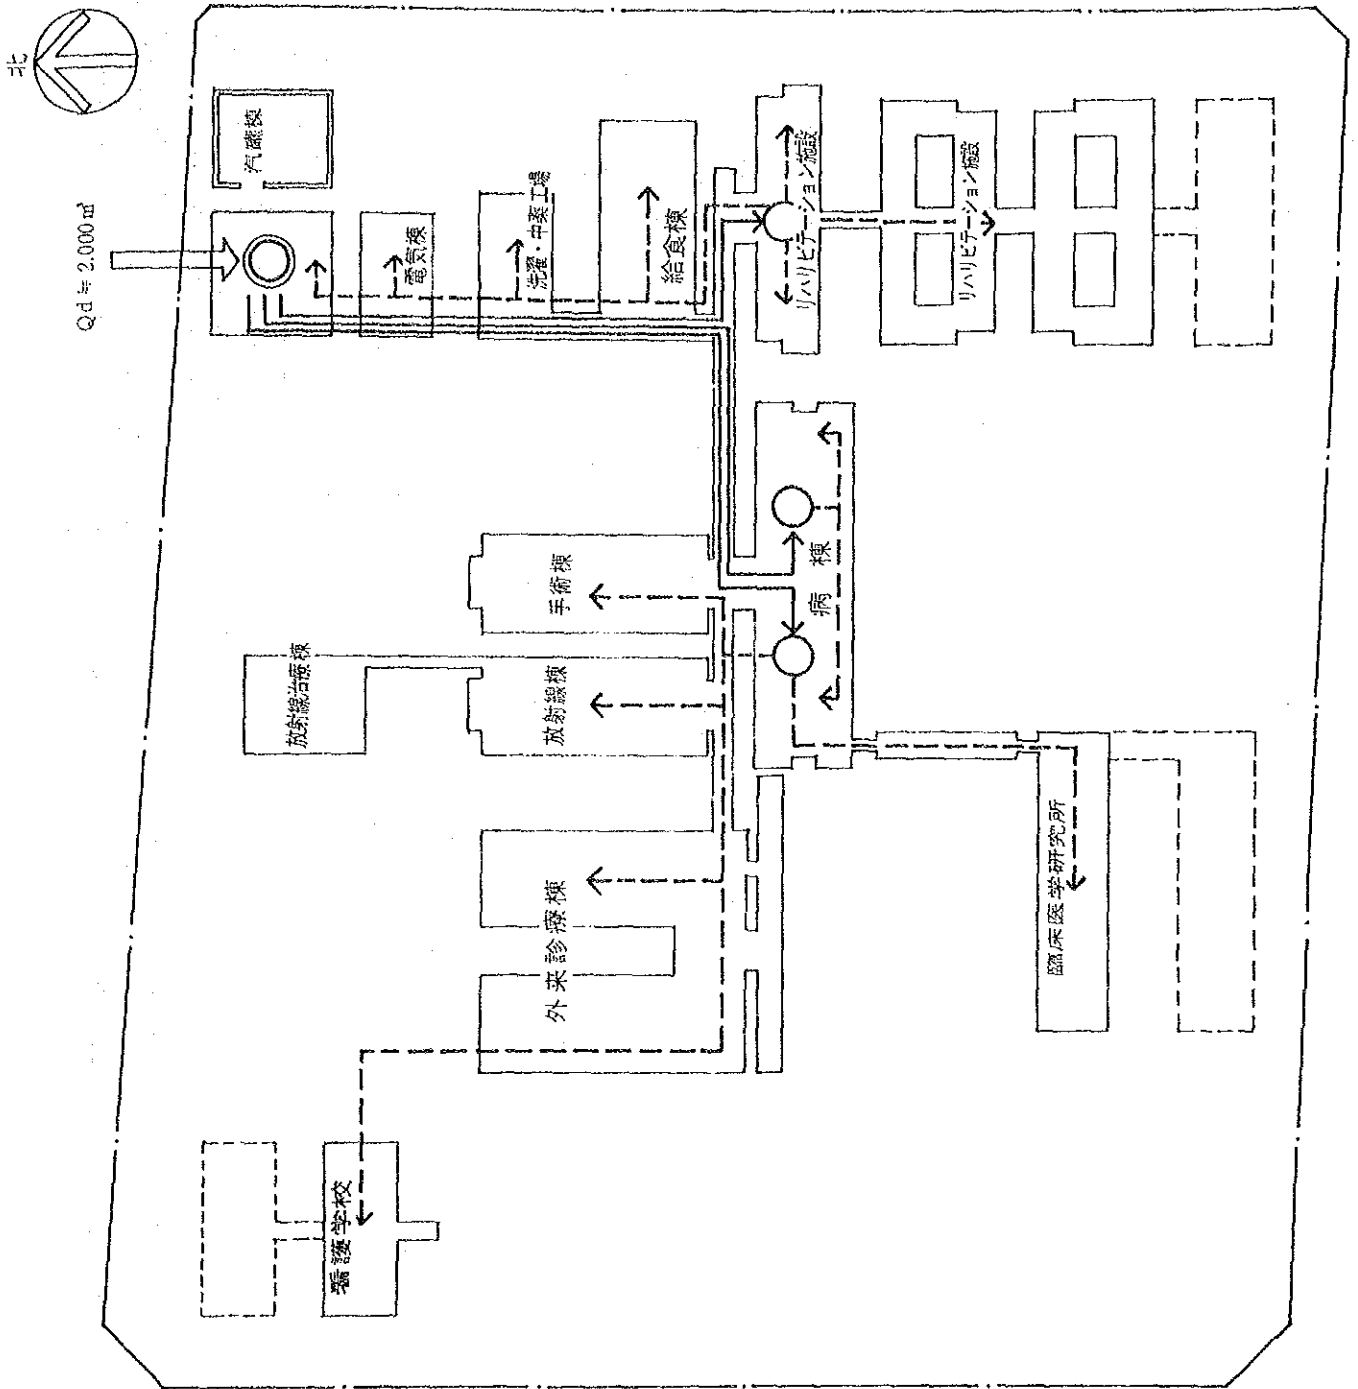 北
Qd≒2,000㎥
汽罐棟
電気棟
洗濯・中薬工場
給食棟
リハリビテーション施設
リハリビテーション施設
手術棟
放射線治療棟
放射線棟
病棟
外来診療棟
臨床医学研究所
看護学校